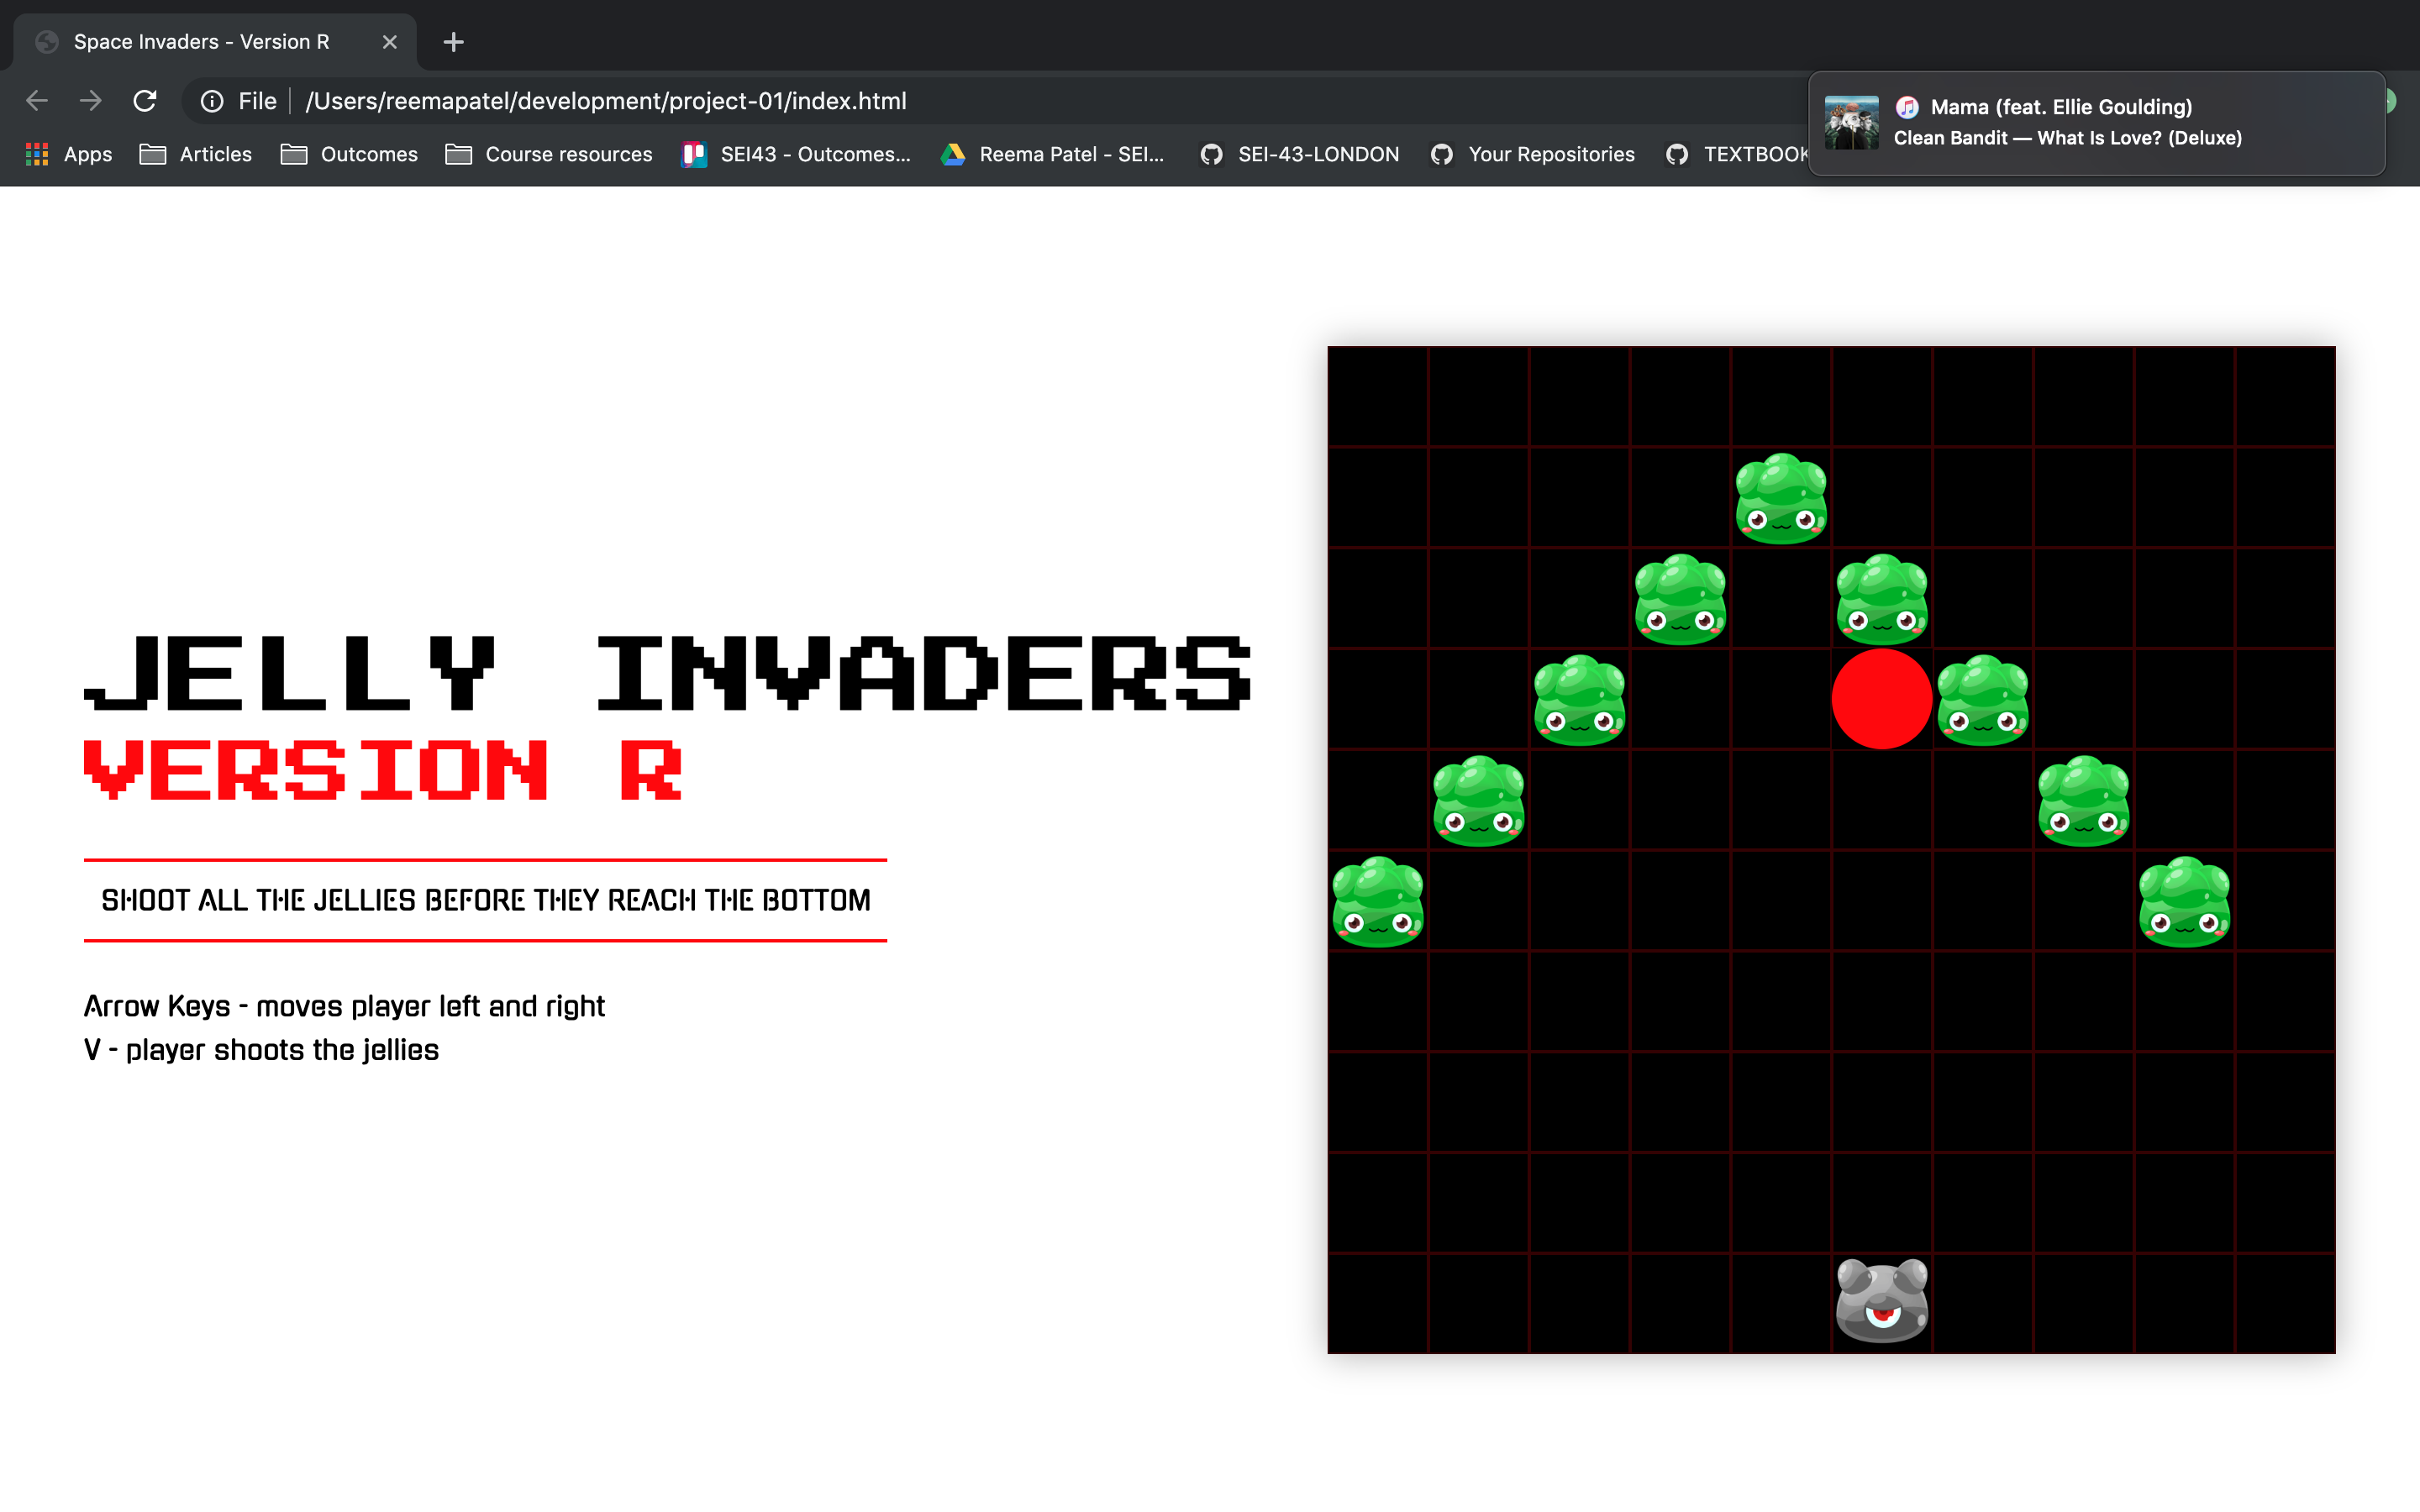 Space Invaders - Version R
File /Users/reemapatel/development/project-01/index.html
Mama (feat. Ellie Goulding)
Clean Bandit — What Is Love? (Deluxe)
Apps Articles Outcomes Course resources SEI43 - Outcomes... Reema Patel - SEI... SEI-43-LONDON Your Repositories TEXTBOOK
JELLY INVADERS
VERSION R
SHOOT ALL THE JELLIES BEFORE THEY REACH THE BOTTOM
Arrow Keys - moves player left and right
V - player shoots the jellies